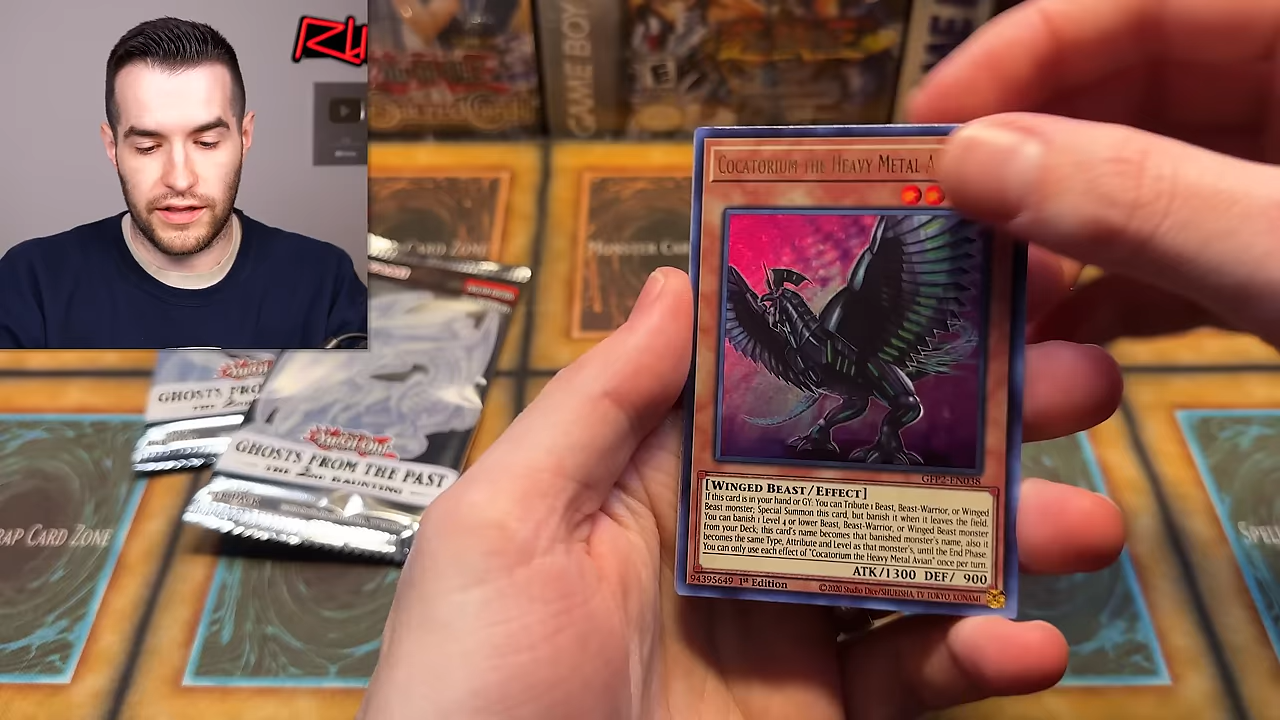 RU
GAME BOY
E
CARD ZONE
MONSTER CAR
GHOSTS FRO
YU-GI-OH!
GHOSTS FROM THE PAST
THE 2ND HAUNTING
RAP CARD ZONE
SPELL
COCATORIUM THE HEAVY METAL A
GFP2-EN038
[WINGED BEAST/EFFECT]
If this card is in your hand or GY: You can Tribute 1 Beast, Beast-Warrior, or Winged
Beast monster; Special Summon this card, but banish it when it leaves the field.
You can banish 1 Level 4 or lower Beast, Beast-Warrior, or Winged Beast monster
from your Deck; this card's name becomes that banished monster's name, also it
becomes the same Type, Attribute and Level as that monster's, until the End Phase.
You can only use each effect of "Cocatorium the Heavy Metal Avian" once per turn.
ATK/1300 DEF/ 900
94395649 1st Edition
©2020 Studio Dice/SHUEISHA, TV TOKYO, KONAMI